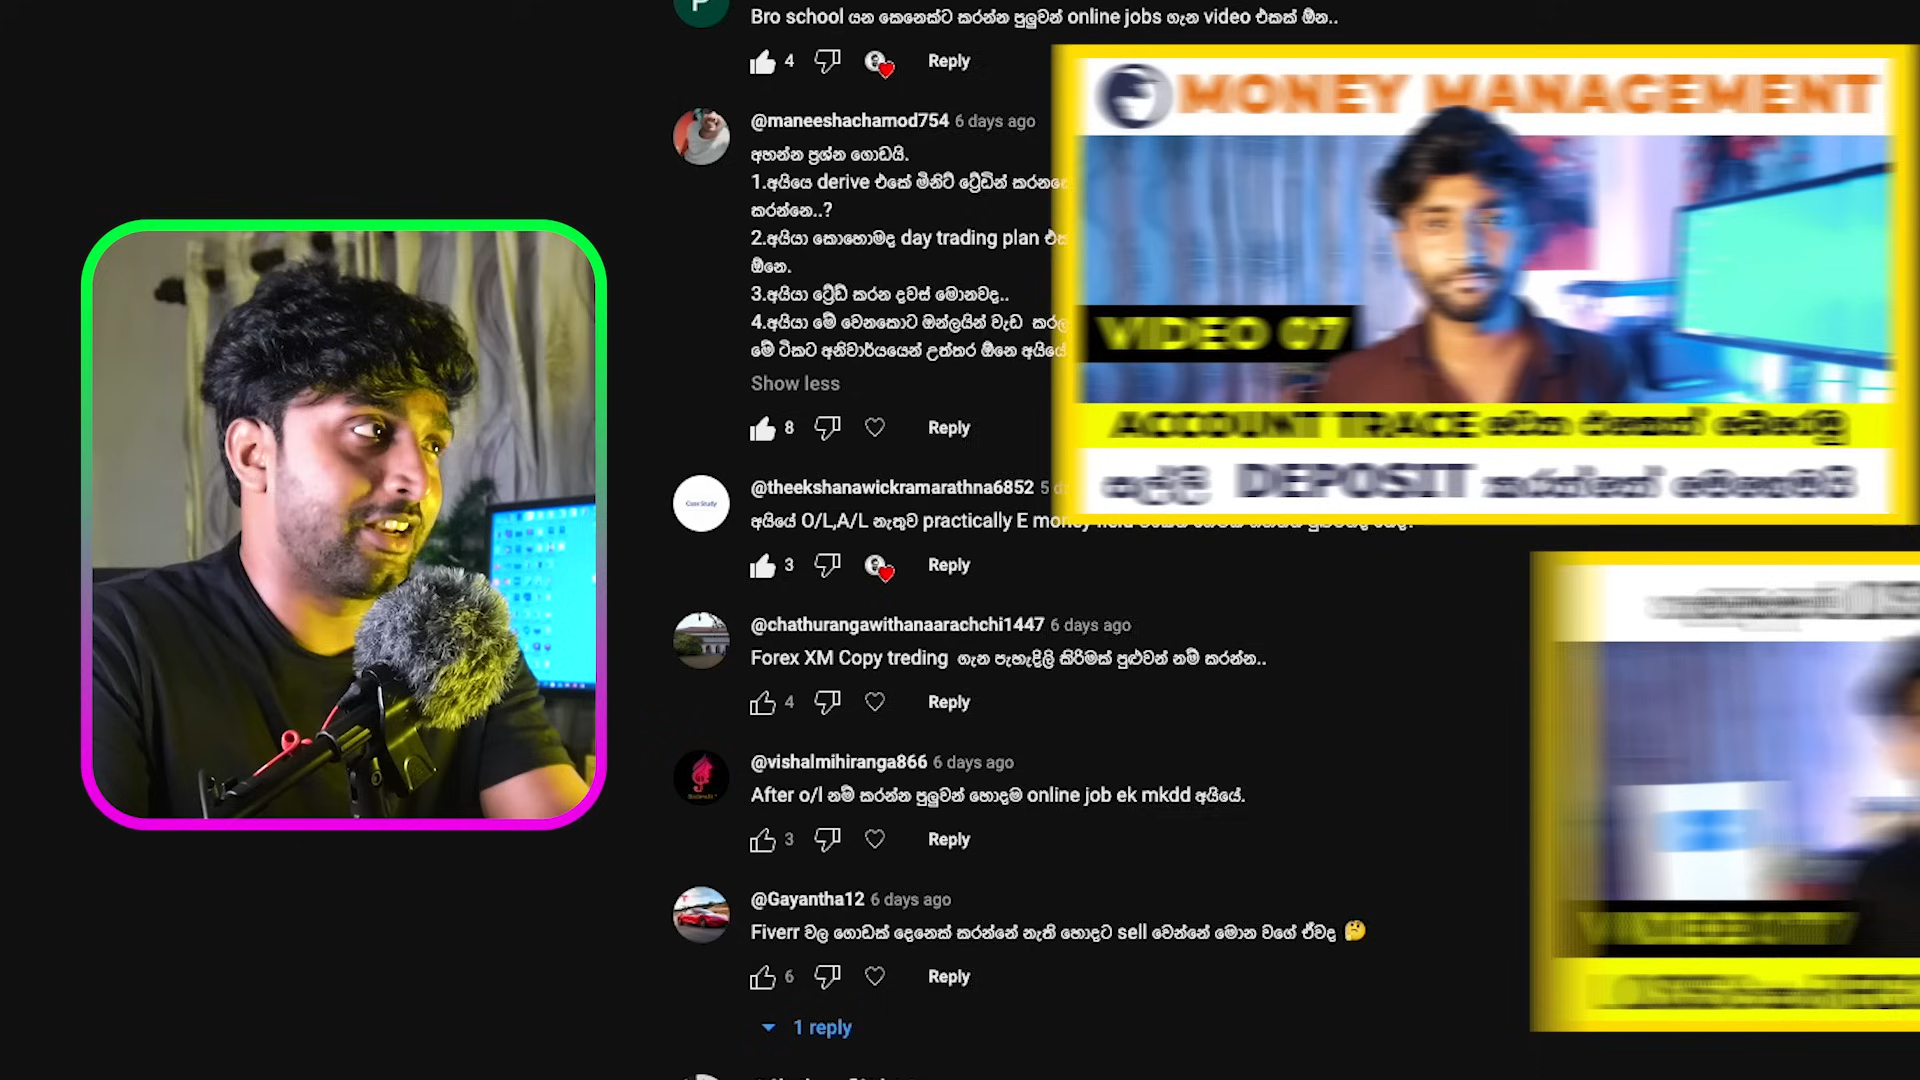 P
Bro school යන කෙනෙක්ට කරන්න පුලුවන් online jobs ගැන video එකක් ඕන..
4 Reply
@maneeshachamod754 6 days ago
අහන්න ප්‍රශ්න ගොඩයි.
1.අයියෙ derive එකේ මිනිට් ට්‍රේඩින්
කරන්නෙ..?
2.අයියා කොහොමද day trading plan
ඕනෙ.
3.අයියා ට්‍රේඩ් කරන දවස් මොනවද..
4.අයියා මේ වෙනකොට ඔන්ලයින් වැඩ
මේ ටිකට අනිවාර්යයෙන් උත්තර ඕනෙ අයියේ
Show less
8 Reply
MONEY MANAGEMENT
VIDEO 07
ACCOUNT TRACE
DEPOSIT
@theekshanawickramarathna6852 5
අයියේ O/L,A/L නැතුව practically E money
3 Reply
@chathurangawithanaarachchi1447 6 days ago
Forex XM Copy treding ගැන පැහැදිලි කිරිමක් පුළුවන් නම් කරන්න..
4 Reply
@vishalmihiranga866 6 days ago
After o/l නම් කරන්න පුලුවන් හොදම online job ek mkdd අයියේ.
3 Reply
@Gayantha12 6 days ago
Fiverr වල ගොඩක් දෙනෙක් කරන්නේ නැති හොදට sell වෙන්නේ මොන වගේ ඒවද 🤔
6 Reply
1 reply